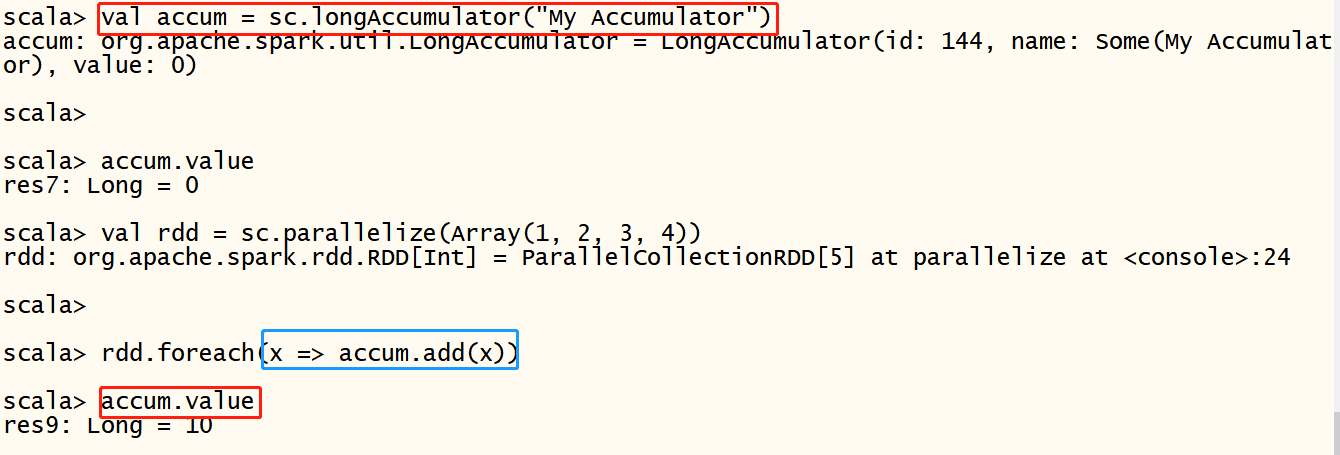 scala> val accum = sc.longAccumulator("My Accumulator")
accum: org.apache.spark.util.LongAccumulator = LongAccumulator(id: 144, name: Some(My Accumulat
or), value: 0)
scala>
scala> accum.value
res7: Long = 0
scala> val rdd = sc.parallelize(Array(1, 2, 3, 4))
rdd: org.apache.spark.rdd.RDD[Int] = ParallelCollectionRDD[5] at parallelize at <console>:24
scala>
scala> rdd.foreach(x => accum.add(x))
scala> accum.value
res9: Long = 10